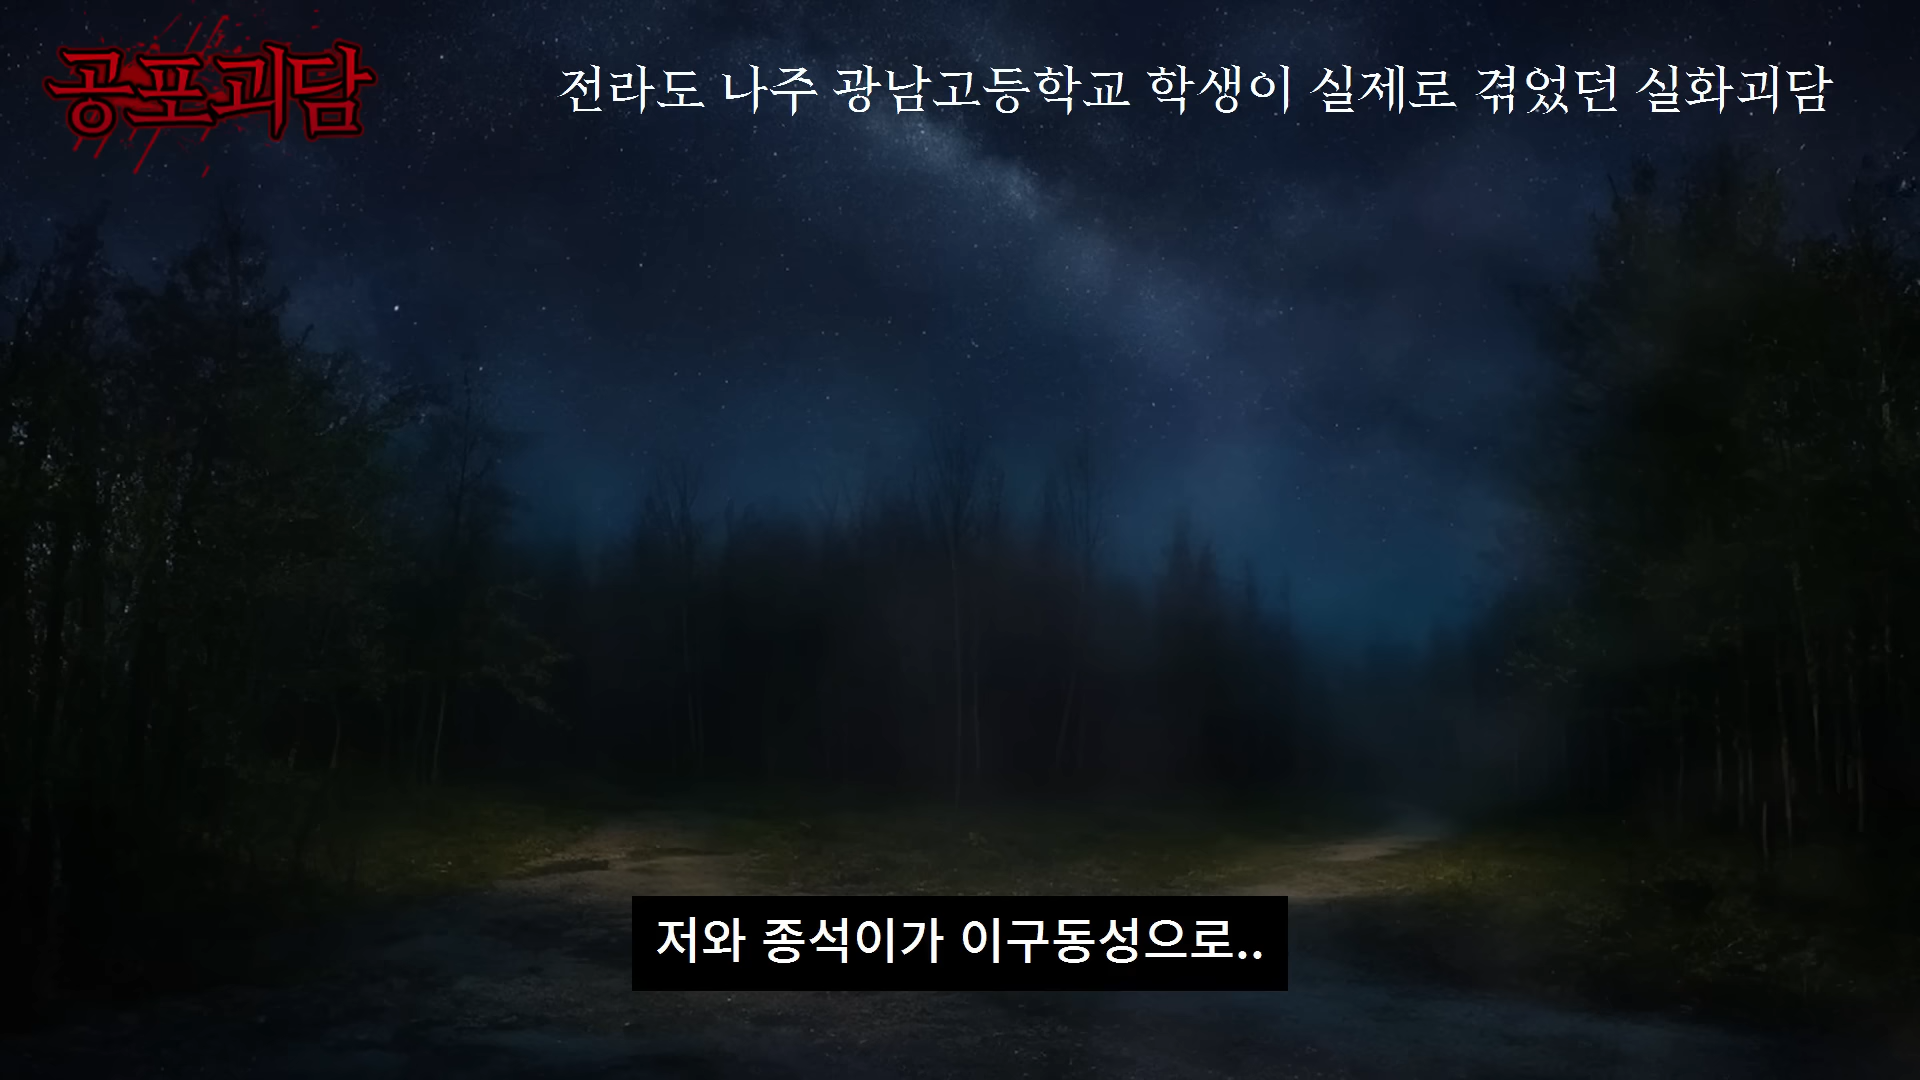 공포괴담
전라도 나주 광남고등학교 학생이 실제로 겪었던 실화괴담
저와 종석이가 이구동성으로..